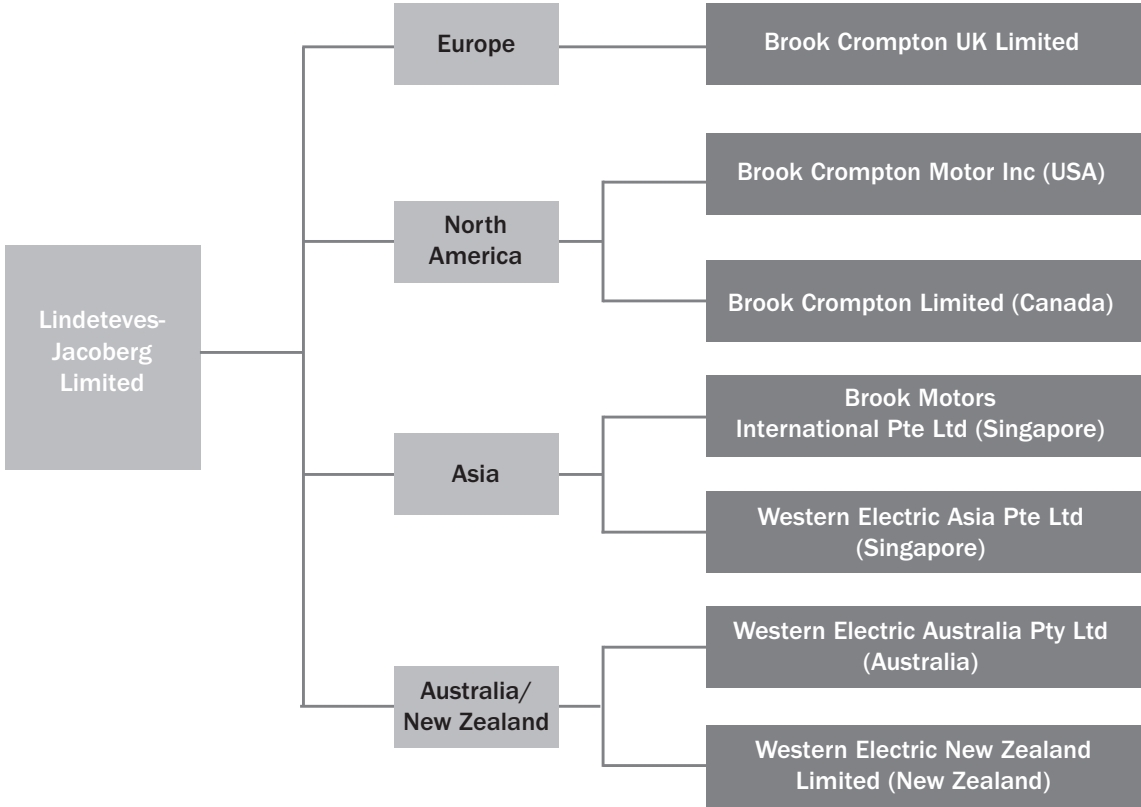 Lindeteves-
Jacoberg
Limited
Europe
Brook Crompton UK Limited
North
America
Brook Crompton Motor Inc (USA)
Brook Crompton Limited (Canada)
Asia
Brook Motors
International Pte Ltd (Singapore)
Western Electric Asia Pte Ltd
(Singapore)
Australia/
New Zealand
Western Electric Australia Pty Ltd
(Australia)
Western Electric New Zealand
Limited (New Zealand)